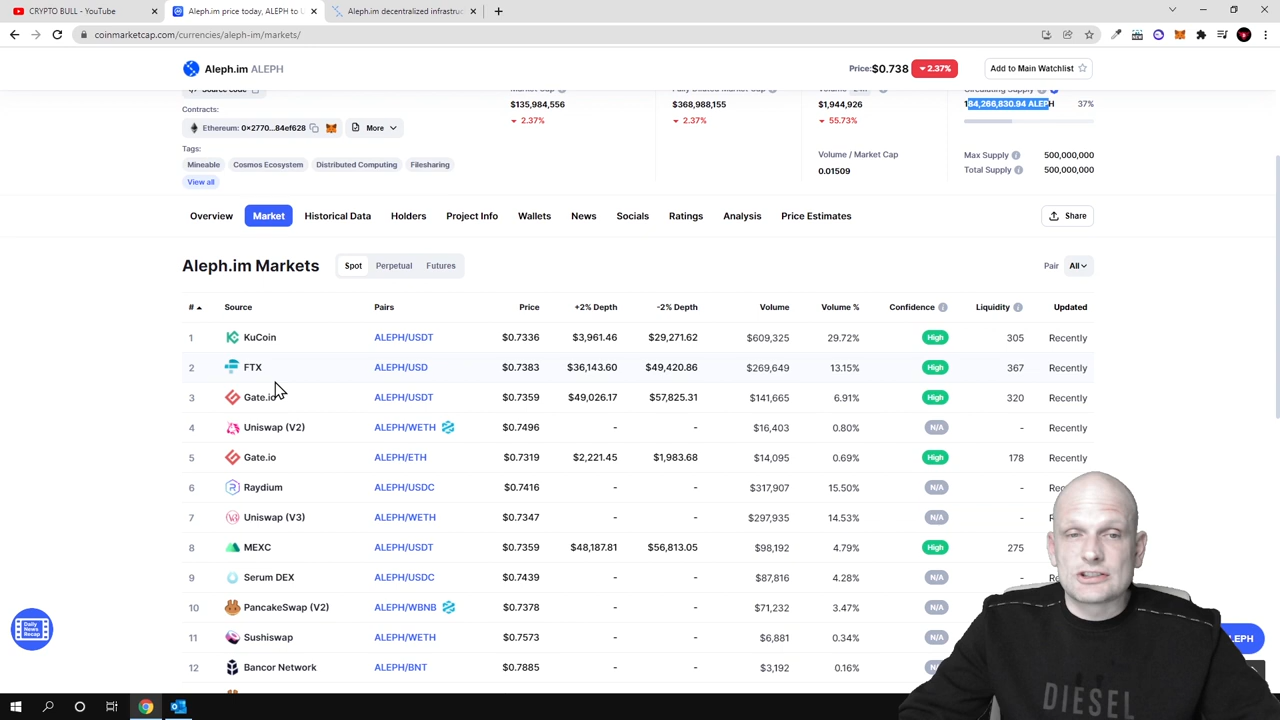 CRYPTO BULL - YouTube
Aleph.im price today, ALEPH to
Aleph.im decentralized infrastruc
coinmarketcap.com/currencies/aleph-im/markets/
Aleph.im ALEPH
Price:$0.738 2.37%
Add to Main Watchlist
$135,984,556
$368,988,155
$1,944,926
184,266,830.94 ALEPH 37%
2.37%
2.37%
55.73%
Contracts:
Ethereum: 0x2770...84ef628
More
Tags:
Mineable Cosmos Ecosystem Distributed Computing Filesharing
View all
Volume / Market Cap
0.01509
Max Supply 500,000,000
Total Supply 500,000,000
Overview Market Historical Data Holders Project Info Wallets News Socials Ratings Analysis Price Estimates
Share
Aleph.im Markets
Spot Perpetual Futures
Pair All
# Source Pairs Price +2% Depth -2% Depth Volume Volume % Confidence Liquidity Updated
1 KuCoin ALEPH/USDT $0.7336 $3,961.46 $29,271.62 $609,325 29.72% High 305 Recently
2 FTX ALEPH/USD $0.7383 $36,143.60 $49,420.86 $269,649 13.15% High 367 Recently
3 Gate.io ALEPH/USDT $0.7359 $49,026.17 $57,825.31 $141,665 6.91% High 320 Recently
4 Uniswap (V2) ALEPH/WETH $0.7496 - - $16,403 0.80% N/A - Recently
5 Gate.io ALEPH/ETH $0.7319 $2,221.45 $1,983.68 $14,095 0.69% High 178 Recently
6 Raydium ALEPH/USDC $0.7416 - - $317,907 15.50% N/A -
7 Uniswap (V3) ALEPH/WETH $0.7347 - - $297,935 14.53% N/A -
8 MEXC ALEPH/USDT $0.7359 $48,187.81 $56,813.05 $98,192 4.79% High 275
9 Serum DEX ALEPH/USDC $0.7439 - - $87,816 4.28% N/A -
10 PancakeSwap (V2) ALEPH/WBNB $0.7378 - - $71,232 3.47% N/A
11 Sushiswap ALEPH/WETH $0.7573 - - $6,881 0.34% N/A
12 Bancor Network ALEPH/BNT $0.7885 - - $3,192 0.16%
Daily News Recap
DIESEL